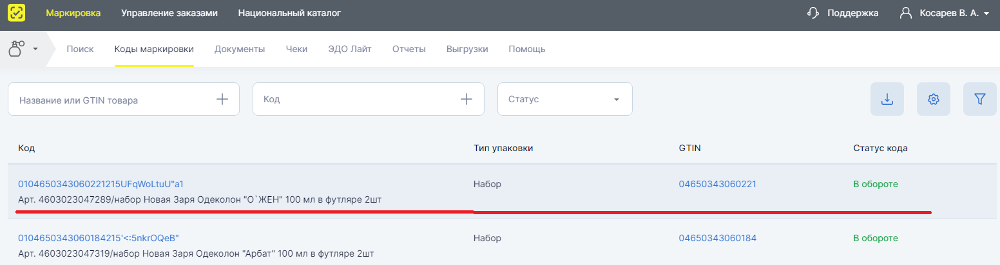 Маркировка Управление заказами Национальный каталог Поддержка Косарев В. А.
Поиск Коды маркировки Документы Чеки ЭДО Лайт Отчеты Выгрузки Помощь
Название или GTIN товара Код Статус
Код Тип упаковки GTIN Статус кода
0104650343060221215UFqWoLtuU"a1 Набор 04650343060221 В обороте
Арт. 4603023047289/набор Новая Заря Одеколон "О`ЖЕН" 100 мл в футляре 2шт
0104650343060184215'<:5nkrOQeB" Набор 04650343060184 В обороте
Арт. 4603023047319/набор Новая Заря Одеколон "Арбат" 100 мл в футляре 2шт